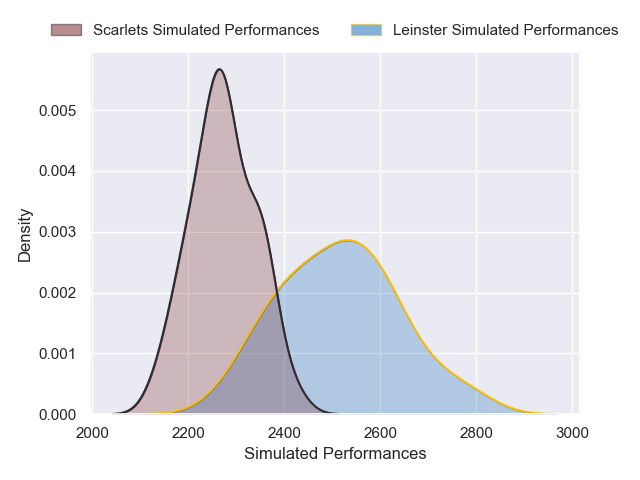 Scarlets Simulated Performances
Leinster Simulated Performances
Density
0.005
0.004
0.003
0.002
0.001
0.000
2000 2200 2400 2600 2800 3000
Simulated Performances